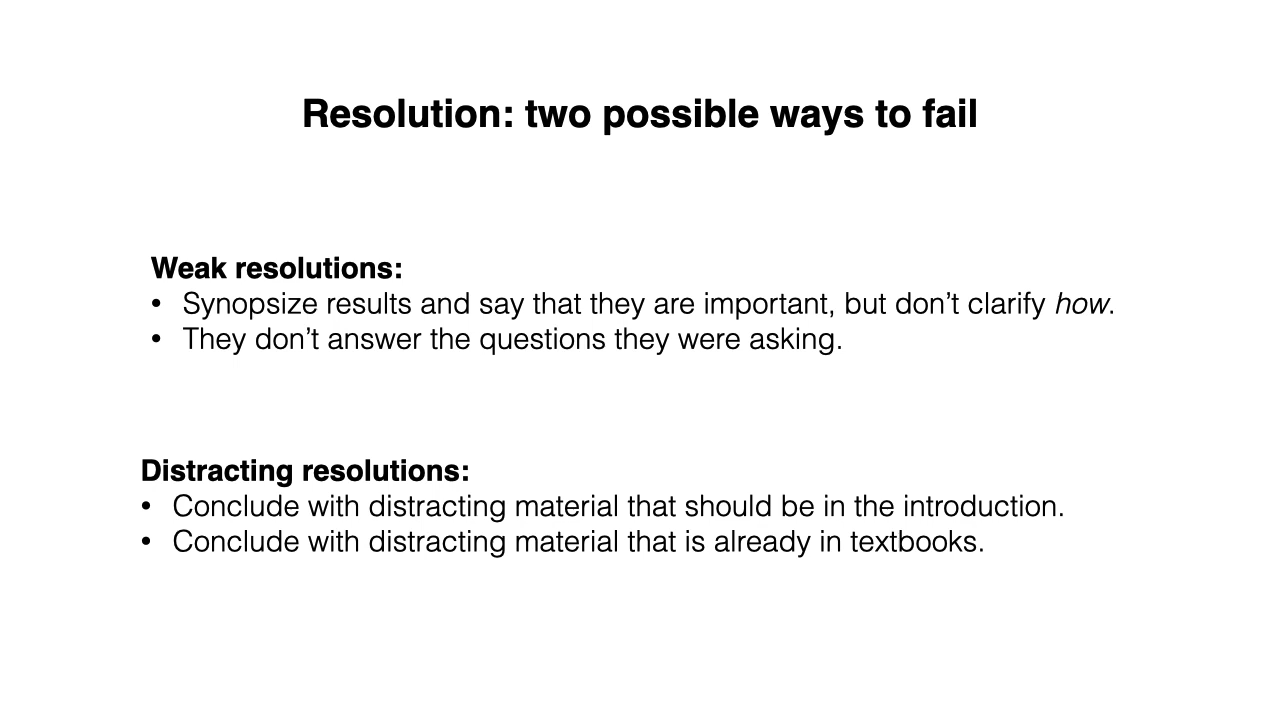 Resolution: two possible ways to fail
Weak resolutions:
• Synopsize results and say that they are important, but don’t clarify how.
• They don’t answer the questions they were asking.
Distracting resolutions:
• Conclude with distracting material that should be in the introduction.
• Conclude with distracting material that is already in textbooks.